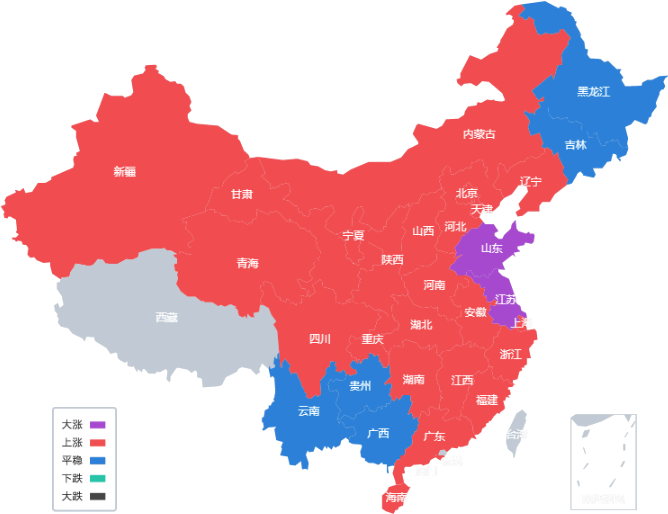 黑龙江
内蒙古
吉林
新疆
辽宁
甘肃
北京
天津
宁夏
山西
河北
山东
青海
陕西
河南
江苏
安徽
西藏
上海
四川
重庆
湖北
浙江
贵州
湖南
江西
福建
云南
广西
广东
台湾
海南
大涨
上涨
平稳
下跌
大跌